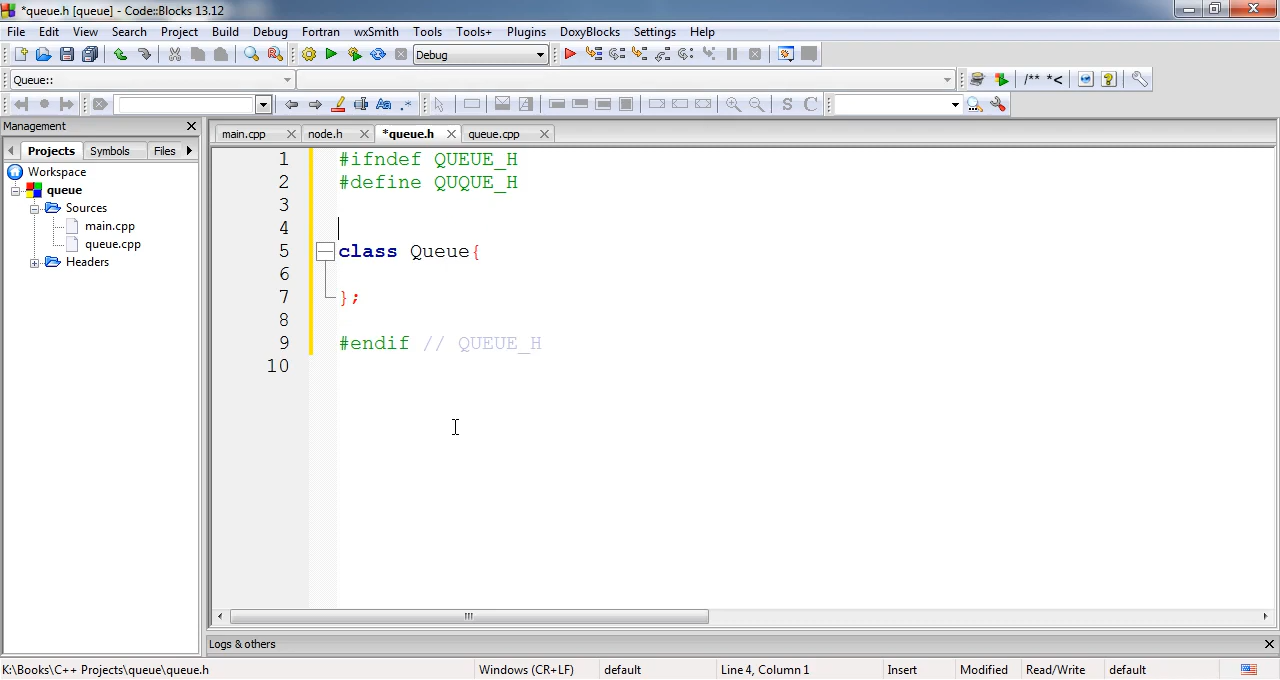 *queue.h [queue] - Code::Blocks 13.12
File Edit View Search Project Build Debug Fortran wxSmith Tools Tools+ Plugins DoxyBlocks Settings Help
Debug
Queue::
/** *<
Aa .*
S C
Management
main.cpp node.h *queue.h queue.cpp
Projects Symbols Files
Workspace
queue
Sources
main.cpp
queue.cpp
Headers
1 #ifndef QUEUE_H
2 #define QUQUE_H
3
4
5 class Queue{
6
7 };
8
9 #endif // QUEUE_H
10
Logs & others
K:\Books\C++ Projects\queue\queue.h Windows (CR+LF) default Line 4, Column 1 Insert Modified Read/Write default